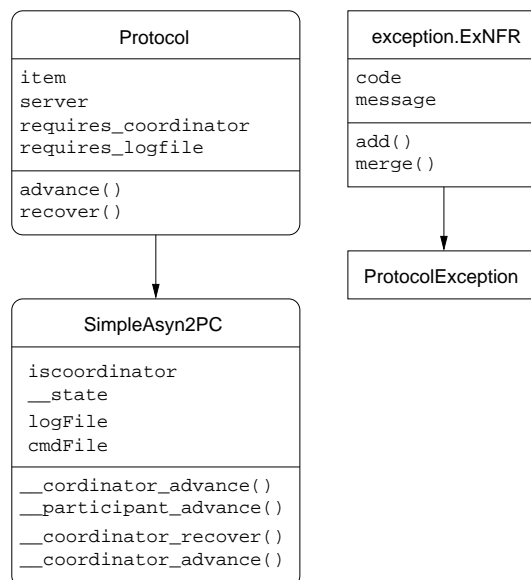 Protocol
item
server
requires_coordinator
requires_logfile
advance()
recover()
SimpleAsyn2PC
iscoordinator
__state
logFile
cmdFile
__cordinator_advance()
__participant_advance()
__coordinator_recover()
__coordinator_advance()
exception.ExNFR
code
message
add()
merge()
ProtocolException